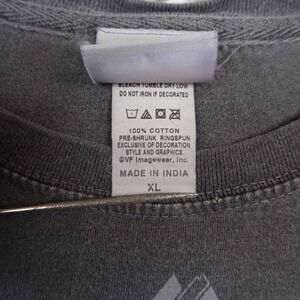 BLEACH TUMBLE DRY LOW
DO NOT IRON IF DECORATED
100% COTTON
PRE-SHRUNK RINGSPUN
EXCLUSIVE OF DECORATION
STYLE AND GRAPHICS.
©VF Imagewear, Inc.
MADE IN INDIA
XL